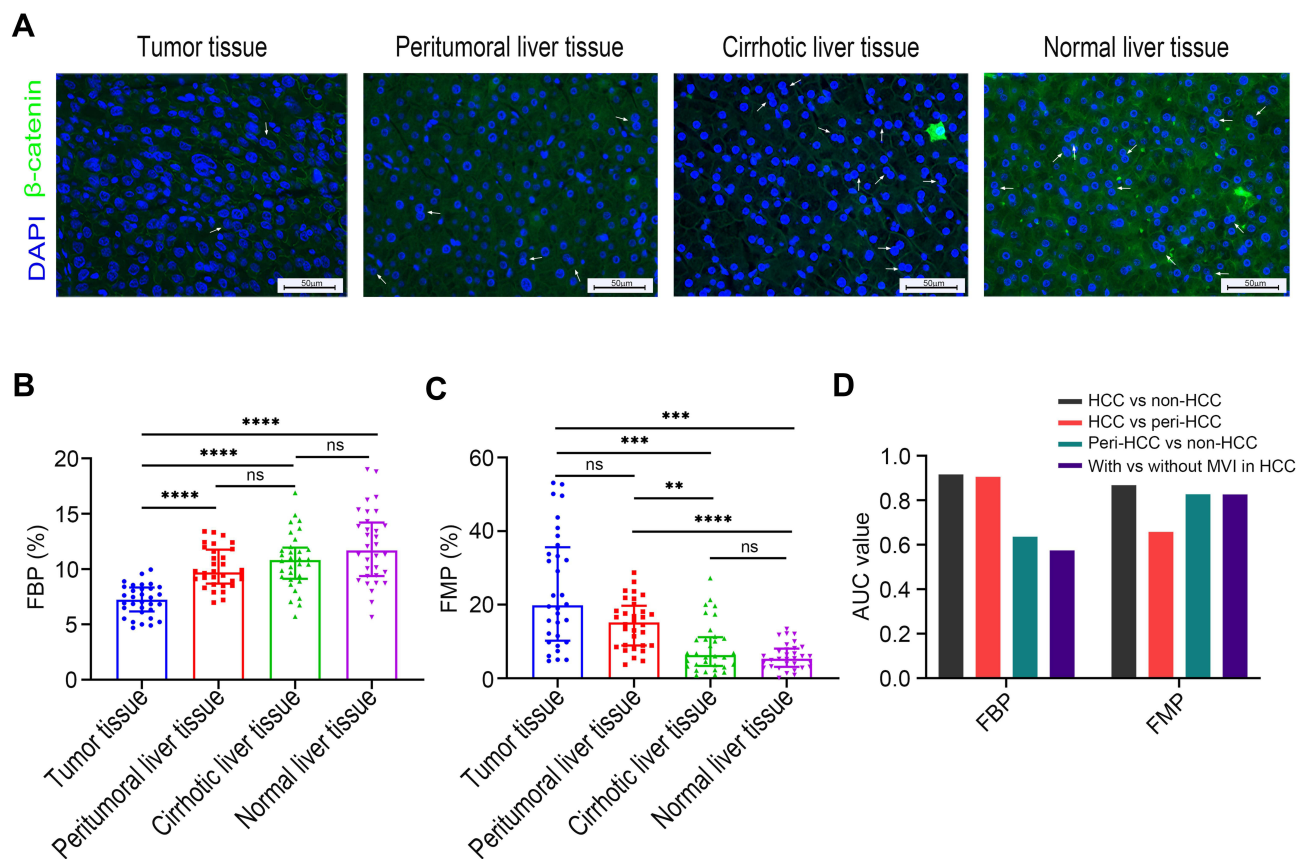 A
Tumor tissue
Peritumoral liver tissue
Cirrhotic liver tissue
Normal liver tissue
DAPI β-catenin
50μm
50μm
50μm
50μm
B
FBP (%)
20
15
10
5
0
****
****
ns
ns
****
Tumor tissue
Peritumoral liver tissue
Cirrhotic liver tissue
Normal liver tissue
C
FMP (%)
60
40
20
0
***
***
ns
**
****
ns
Tumor tissue
Peritumoral liver tissue
Cirrhotic liver tissue
Normal liver tissue
D
HCC vs non-HCC
HCC vs peri-HCC
Peri-HCC vs non-HCC
With vs without MVI in HCC
AUC value
1.0
0.8
0.6
0.4
0.2
0.0
FBP
FMP